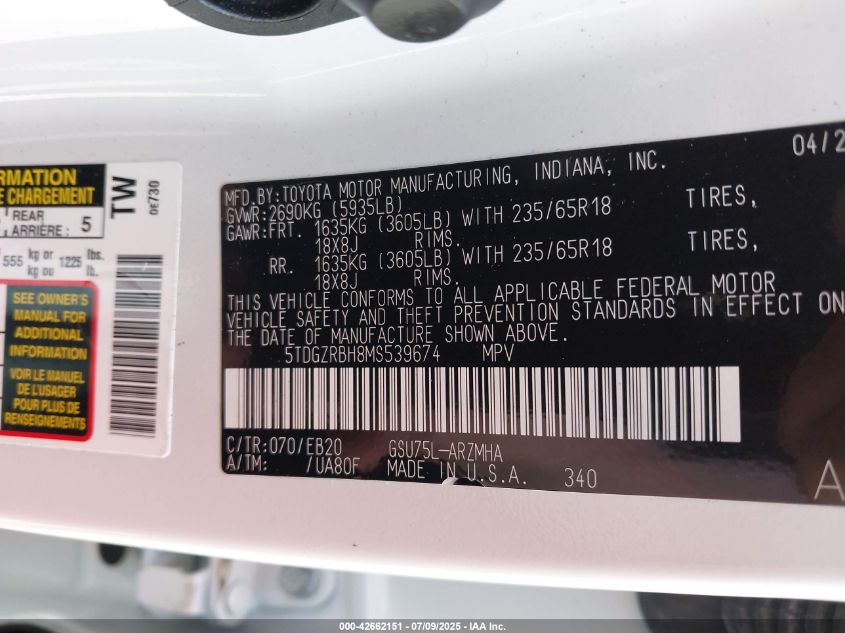 RMATION
E CHARGEMENT
REAR
ARRIÈRE: 5
555 kg or 1225 lbs.
kg ou lb.
SEE OWNER'S
MANUAL FOR
ADDITIONAL
INFORMATION
VOIR LE MANUEL
DE L'USAGER
POUR PLUS DE
RENSEIGNEMENTS
TW
0E730
04/2
MFD.BY:TOYOTA MOTOR MANUFACTURING, INDIANA, INC.
GVWR:2690KG (5935LB)
GAWR:FRT. 1635KG (3605LB) WITH 235/65R18 TIRES,
18X8J RIMS.
RR. 1635KG (3605LB) WITH 235/65R18 TIRES,
18X8J RIMS.
THIS VEHICLE CONFORMS TO ALL APPLICABLE FEDERAL MOTOR
VEHICLE SAFETY AND THEFT PREVENTION STANDARDS IN EFFECT ON
THE DATE OF MANUFACTURE SHOWN ABOVE.
5TDGZRBH8MS539674 MPV
C/TR:070/EB20 GSU75L-ARZMHA
A/TM: /UA80F MADE IN U.S.A. 340
A
000-42662151 | 07/09/2025 - IAA Inc.